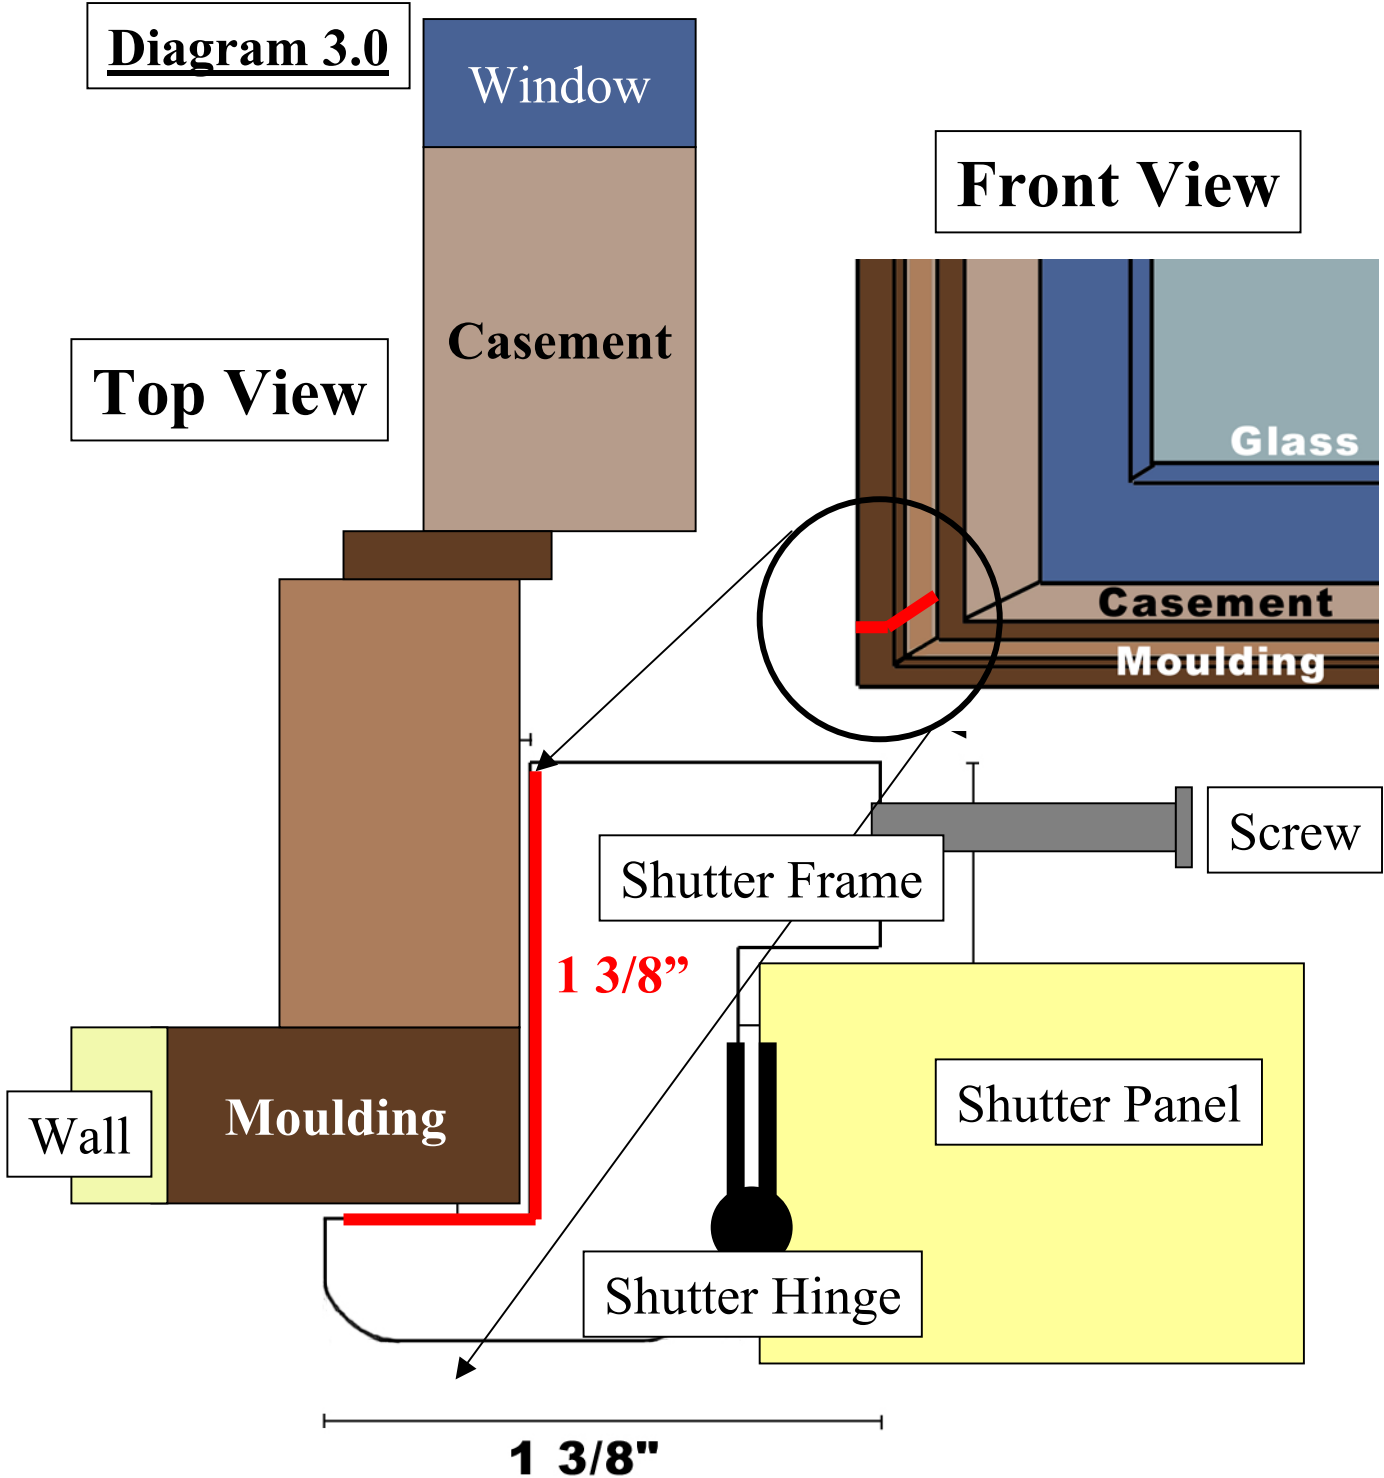 Diagram 3.0
Window
Front View
Casement
Top View
Glass
Casement
Moulding
Screw
Shutter Frame
1 3/8”
Shutter Panel
Moulding
Wall
Shutter Hinge
1 3/8"